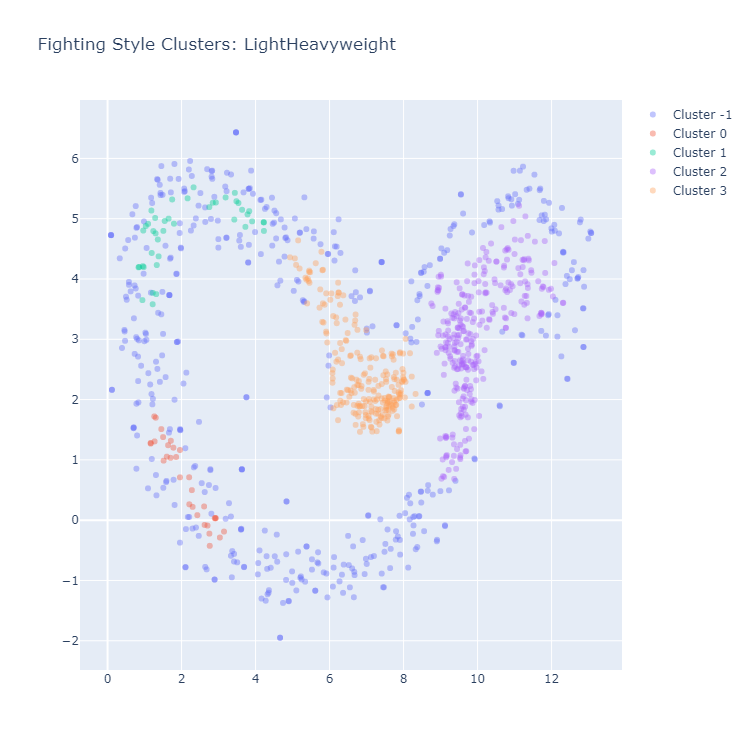 Fighting Style Clusters: LightHeavyweight
Cluster -1
Cluster 0
Cluster 1
Cluster 2
Cluster 3
6
5
4
3
2
1
0
−1
−2
0 2 4 6 8 10 12